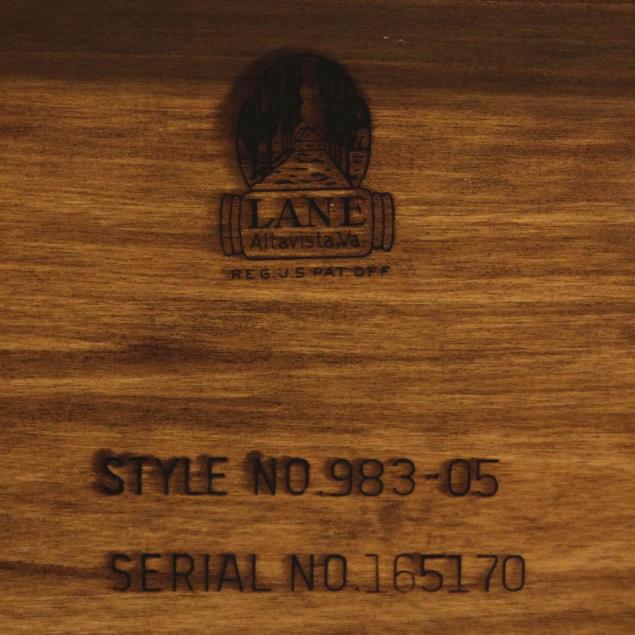 LANE
Altavista,Va.
REG.U.S PAT.OFF
STYLE NO.983-05
SERIAL NO.165170